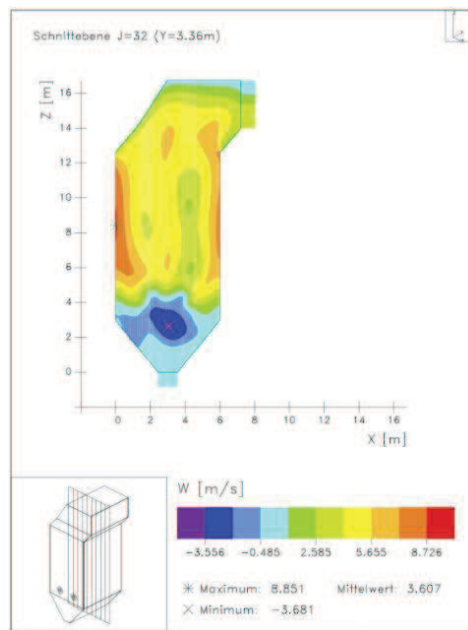 Schnittebene J=32 (Y=3.36m)
Z [m]
16
14
12
10
8
6
4
2
0
0 2 4 6 8 10 12 14 16
X [m]
W [m/s]
-3.556 -0.485 2.585 5.655 8.726
Maximum: 8.851 Mittelwert: 3.607
Minimum: -3.681